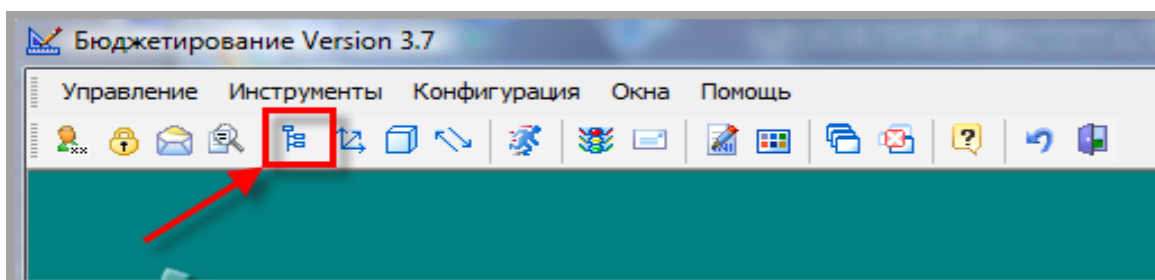 Бюджетирование Version 3.7
Управление Инструменты Конфигурация Окна Помощь